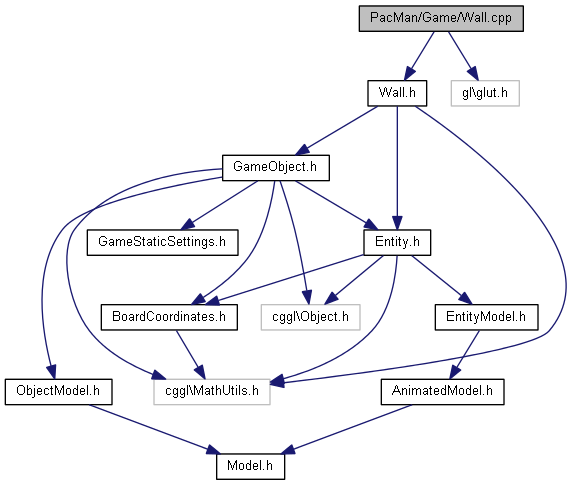 PacMan/Game/Wall.cpp
Wall.h
gl\glut.h
GameObject.h
GameStaticSettings.h
Entity.h
BoardCoordinates.h
cggl\Object.h
EntityModel.h
ObjectModel.h
cggl\MathUtils.h
AnimatedModel.h
Model.h